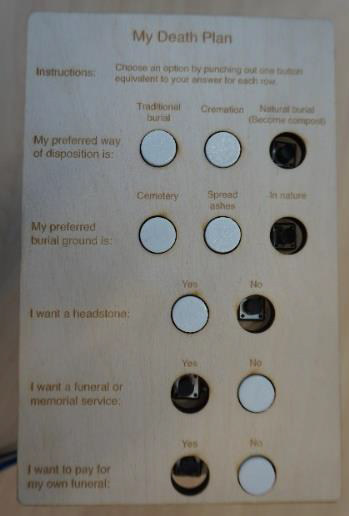 My Death Plan
Instructions: Choose an option by punching out one button
equivalent to your answer for each row.
Traditional
burial
Cremation
Natural burial
(Become compost)
My preferred way
of disposition is:
Cemetery
Spread
ashes
In nature
My preferred
burial ground is:
Yes No
I want a headstone:
Yes No
I want a funeral or
memorial service:
Yes No
I want to pay for
my own funeral: